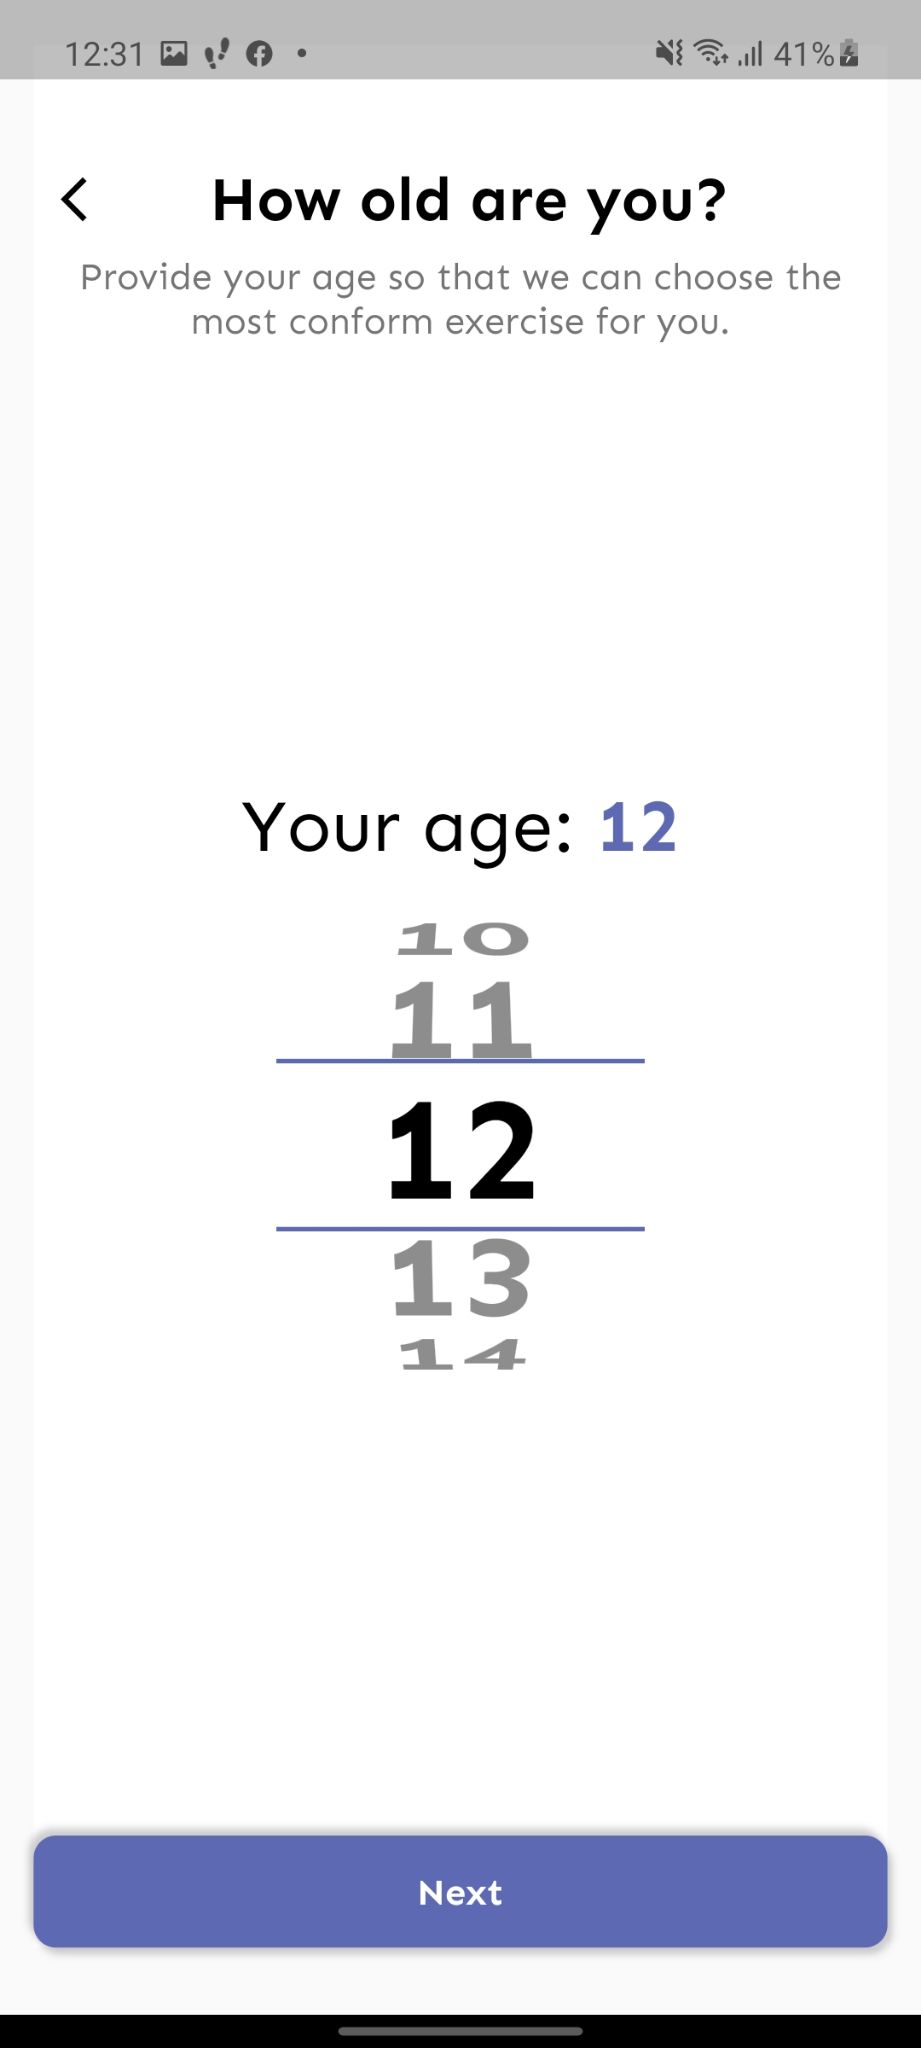 12:31 41%
How old are you?
Provide your age so that we can choose the
most conform exercise for you.
Your age: 12
10
11
12
13
14
Next